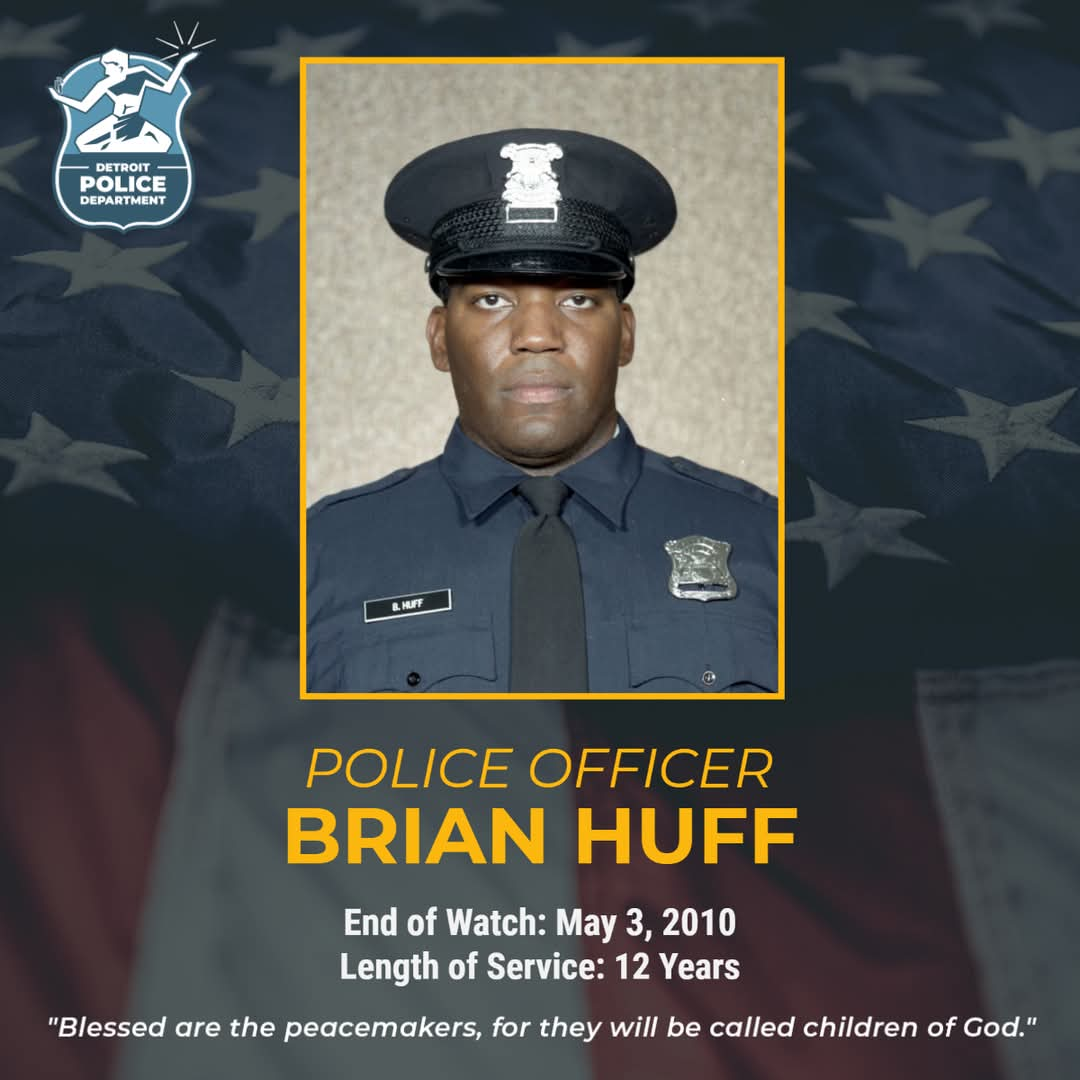 DETROIT
POLICE
DEPARTMENT
B. HUFF
POLICE OFFICER
BRIAN HUFF
End of Watch: May 3, 2010
Length of Service: 12 Years
"Blessed are the peacemakers, for they will be called children of God."